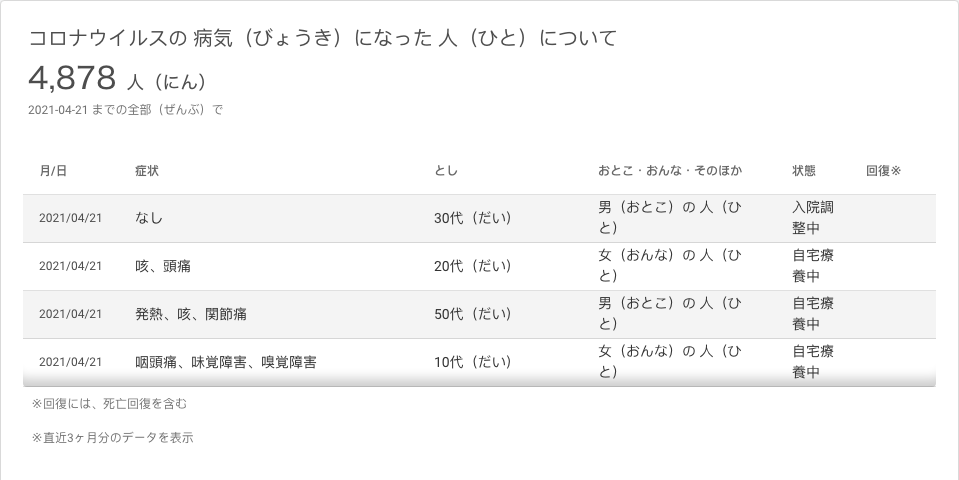 コロナウイルスの 病気（びょうき）になった 人（ひと）について
4,878 人（にん）
2021-04-21 までの全部（ぜんぶ）で
月/日 症状 とし おとこ・おんな・そのほか 状態 回復※
2021/04/21 なし 30代（だい） 男（おとこ）の 人（ひ 入院調
と） 整中
2021/04/21 咳、頭痛 20代（だい） 女（おんな）の 人（ひ 自宅療
と） 養中
2021/04/21 発熱、咳、関節痛 50代（だい） 男（おとこ）の 人（ひ 自宅療
と） 養中
2021/04/21 咽頭痛、味覚障害、嗅覚障害 10代（だい） 女（おんな）の 人（ひ 自宅療
と） 養中
※回復には、死亡回復を含む
※直近3ヶ月分のデータを表示